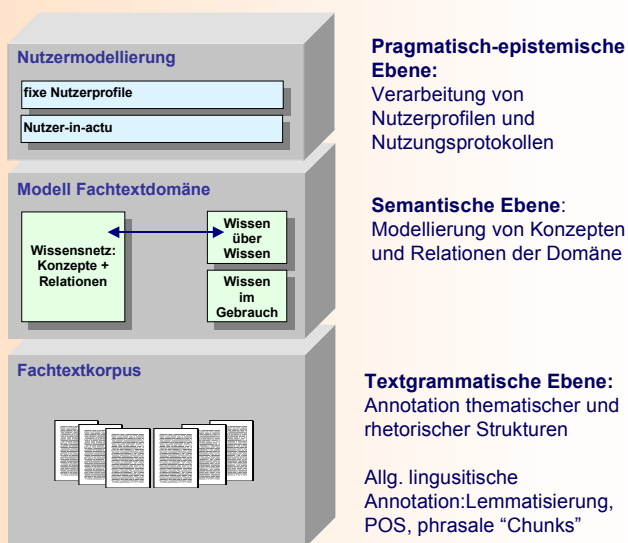 Nutzermodellierung
fixe Nutzerprofile
Nutzer-in-actu
Pragmatisch-epistemische
Ebene:
Verarbeitung von
Nutzerprofilen und
Nutzungsprotokollen
Modell Fachtextdomäne
Wissensnetz:
Konzepte +
Relationen
Wissen
über
Wissen
Wissen
im
Gebrauch
Semantische Ebene:
Modellierung von Konzepten
und Relationen der Domäne
Fachtextkorpus
Textgrammatische Ebene:
Annotation thematischer und
rhetorischer Strukturen
Allg. lingusitische
Annotation:Lemmatisierung,
POS, phrasale “Chunks”